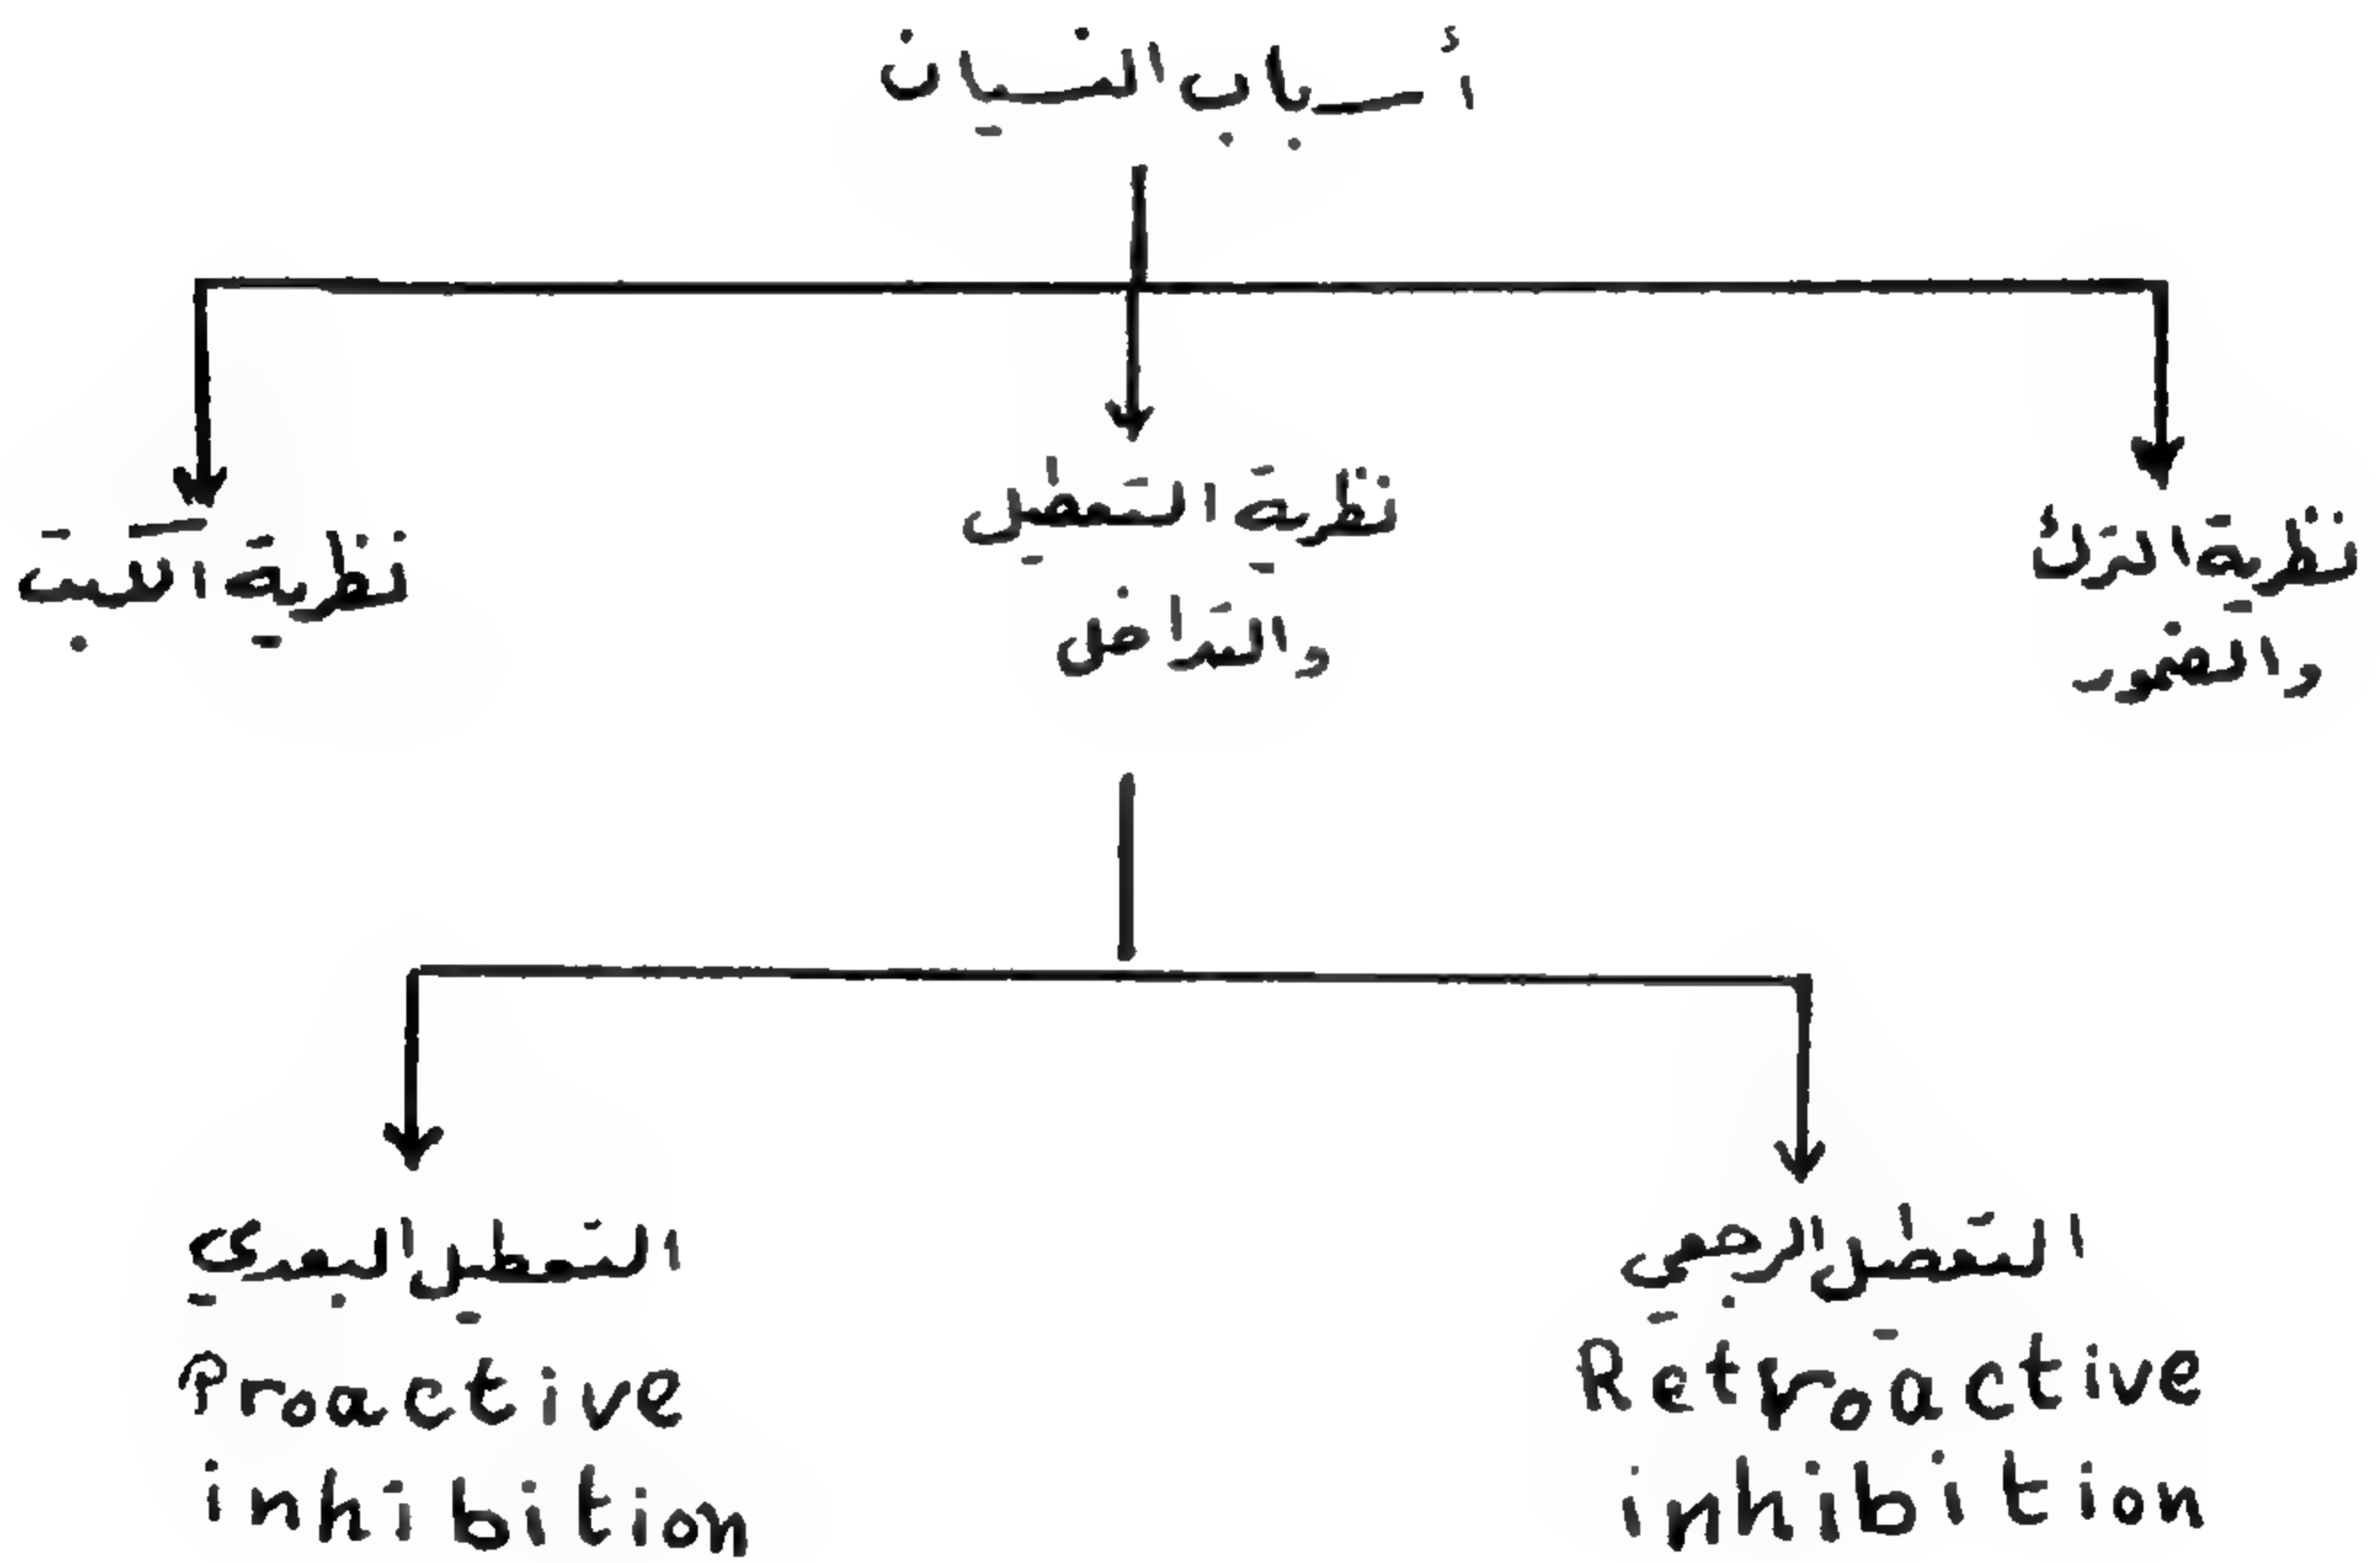 أسباب النسيان
نظرية الترك
والضمور
نظرية التعطيل
والتداخل
نظرية الكبت
التعطيل الرجعي
Retroactive
inhibition
التعطيل البعدي
Proactive
inhibition